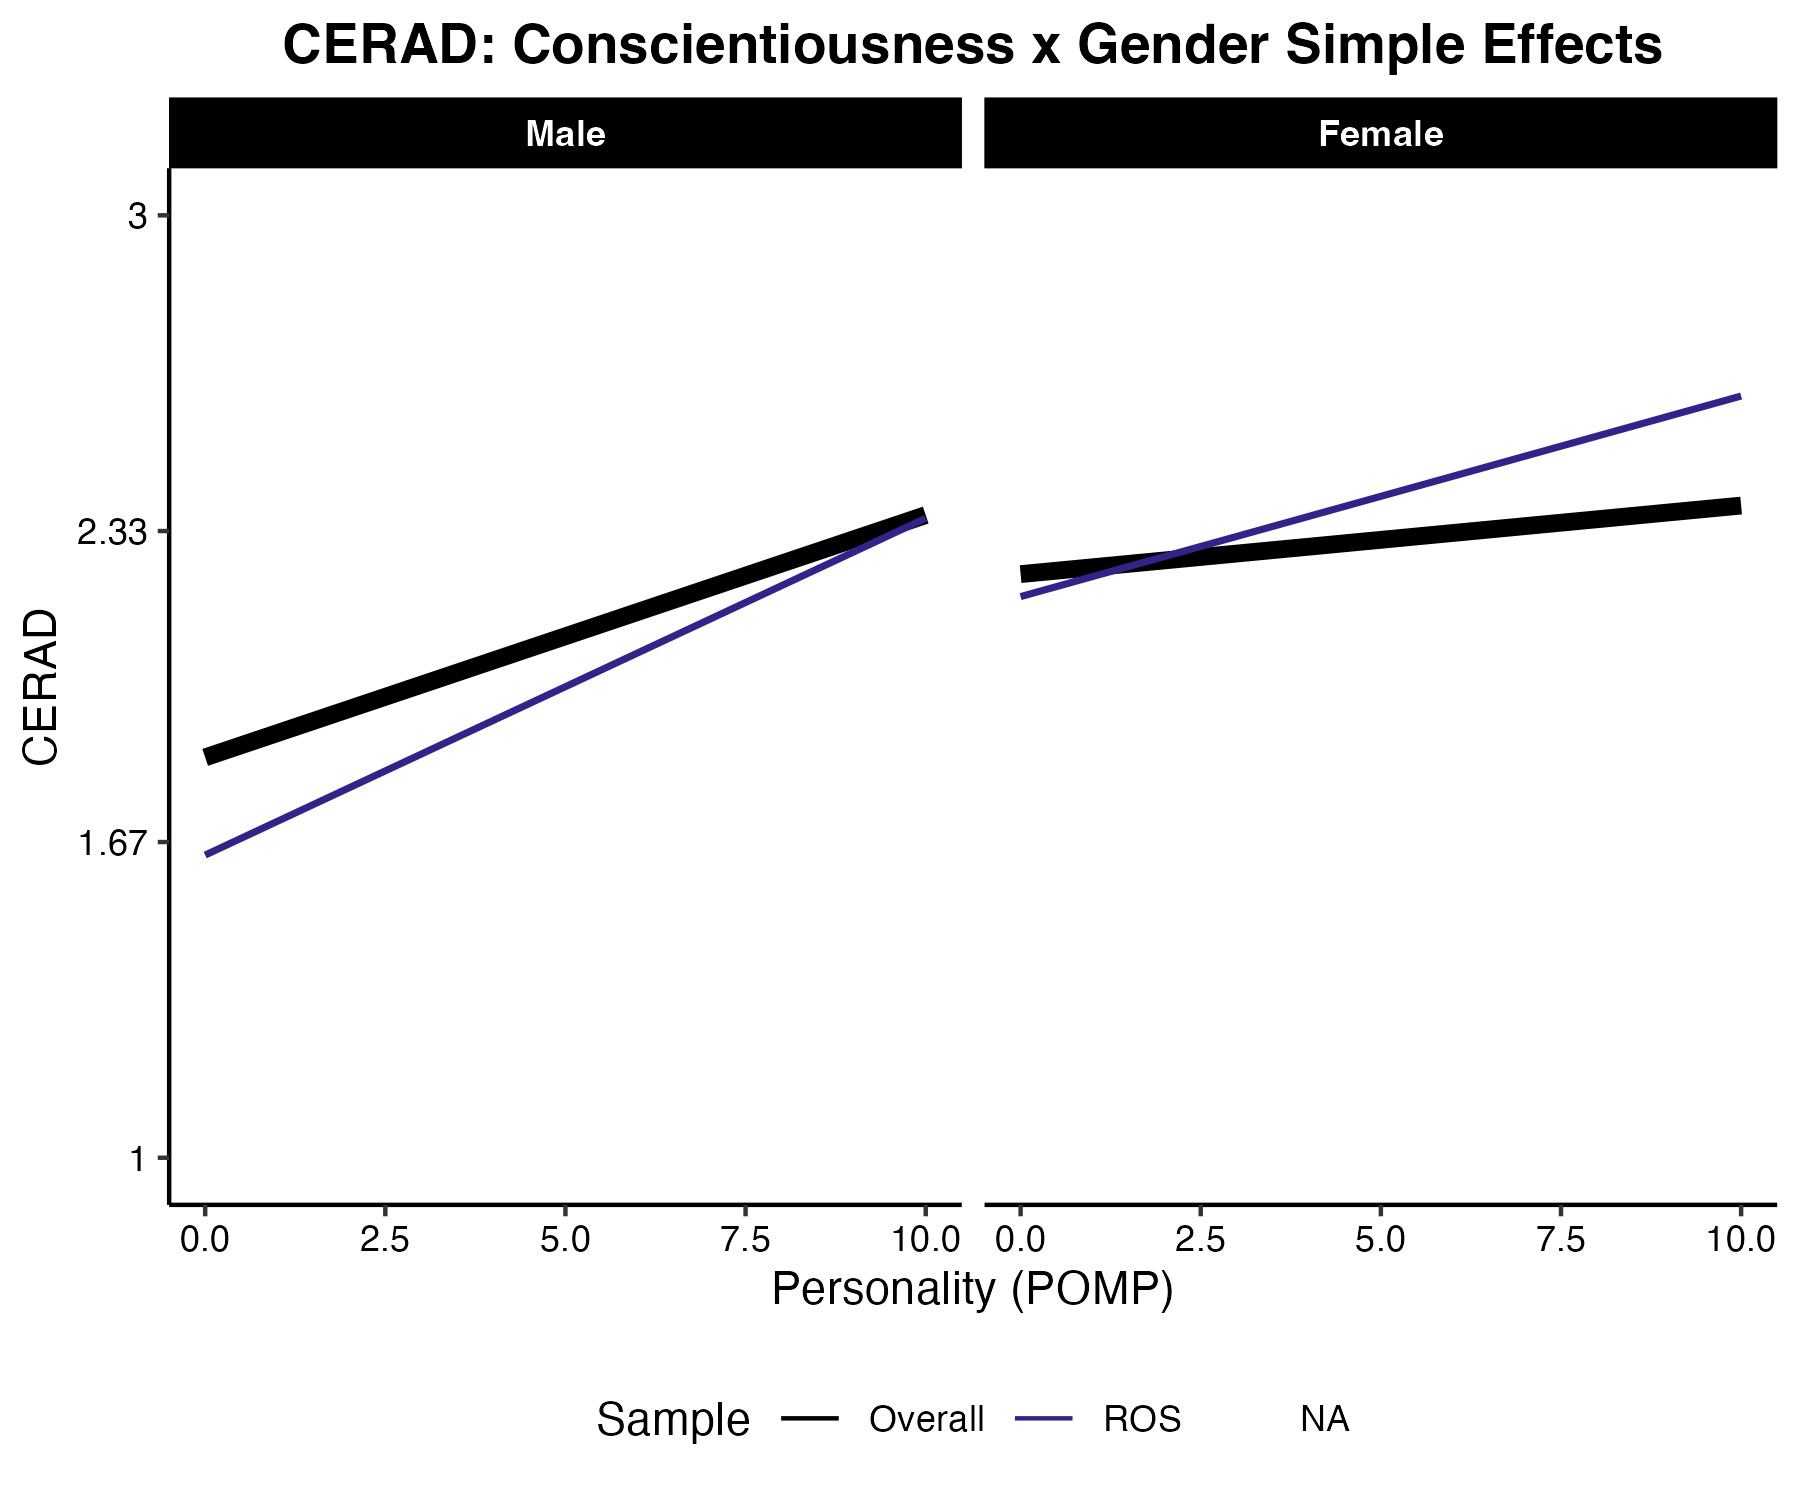 CERAD: Conscientiousness x Gender Simple Effects
Male
Female
3
2.33
1.67
1
CERAD
0.0 2.5 5.0 7.5 10.0
0.0 2.5 5.0 7.5 10.0
Personality (POMP)
Sample Overall ROS NA